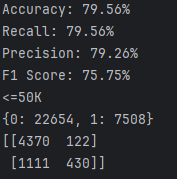 Accuracy: 79.56%
Recall: 79.56%
Precision: 79.26%
F1 Score: 75.75%
<=50K
{0: 22654, 1: 7508}
[[4370  122]
 [1111  430]]